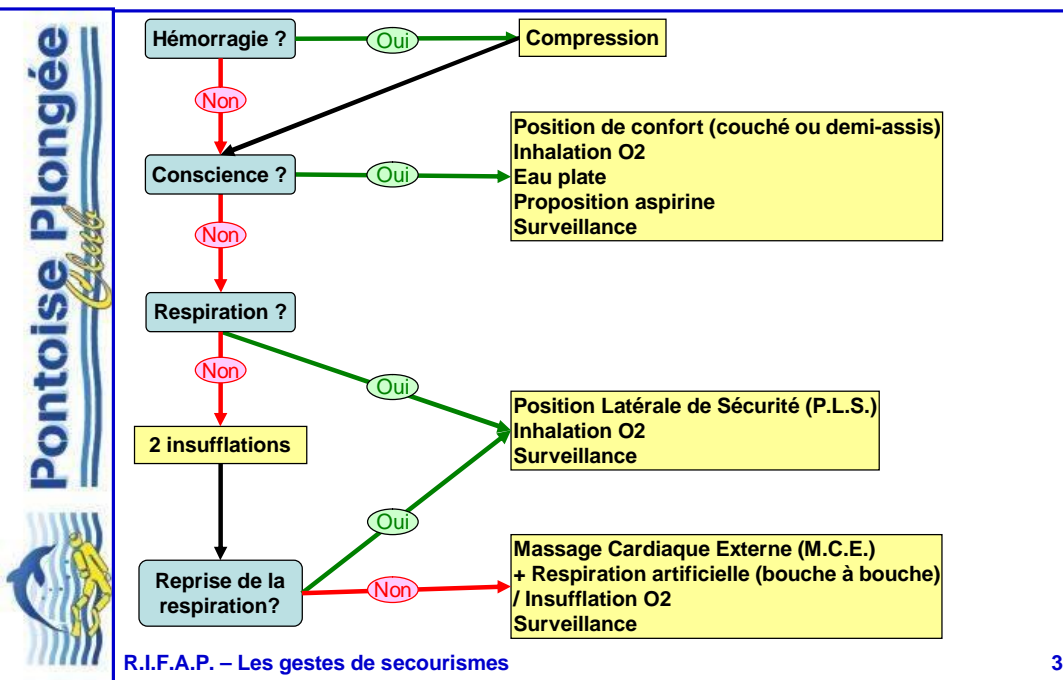 Pontoise Plongée
Club
Hémorragie ?
Oui
Compression
Non
Position de confort (couché ou demi-assis)
Inhalation O2
Eau plate
Proposition aspirine
Surveillance
Conscience ?
Oui
Non
Respiration ?
Non
Oui
Position Latérale de Sécurité (P.L.S.)
Inhalation O2
Surveillance
2 insufflations
Oui
Massage Cardiaque Externe (M.C.E.)
+ Respiration artificielle (bouche à bouche)
/ Insufflation O2
Surveillance
Reprise de la
respiration?
Non
R.I.F.A.P. – Les gestes de secourismes
3